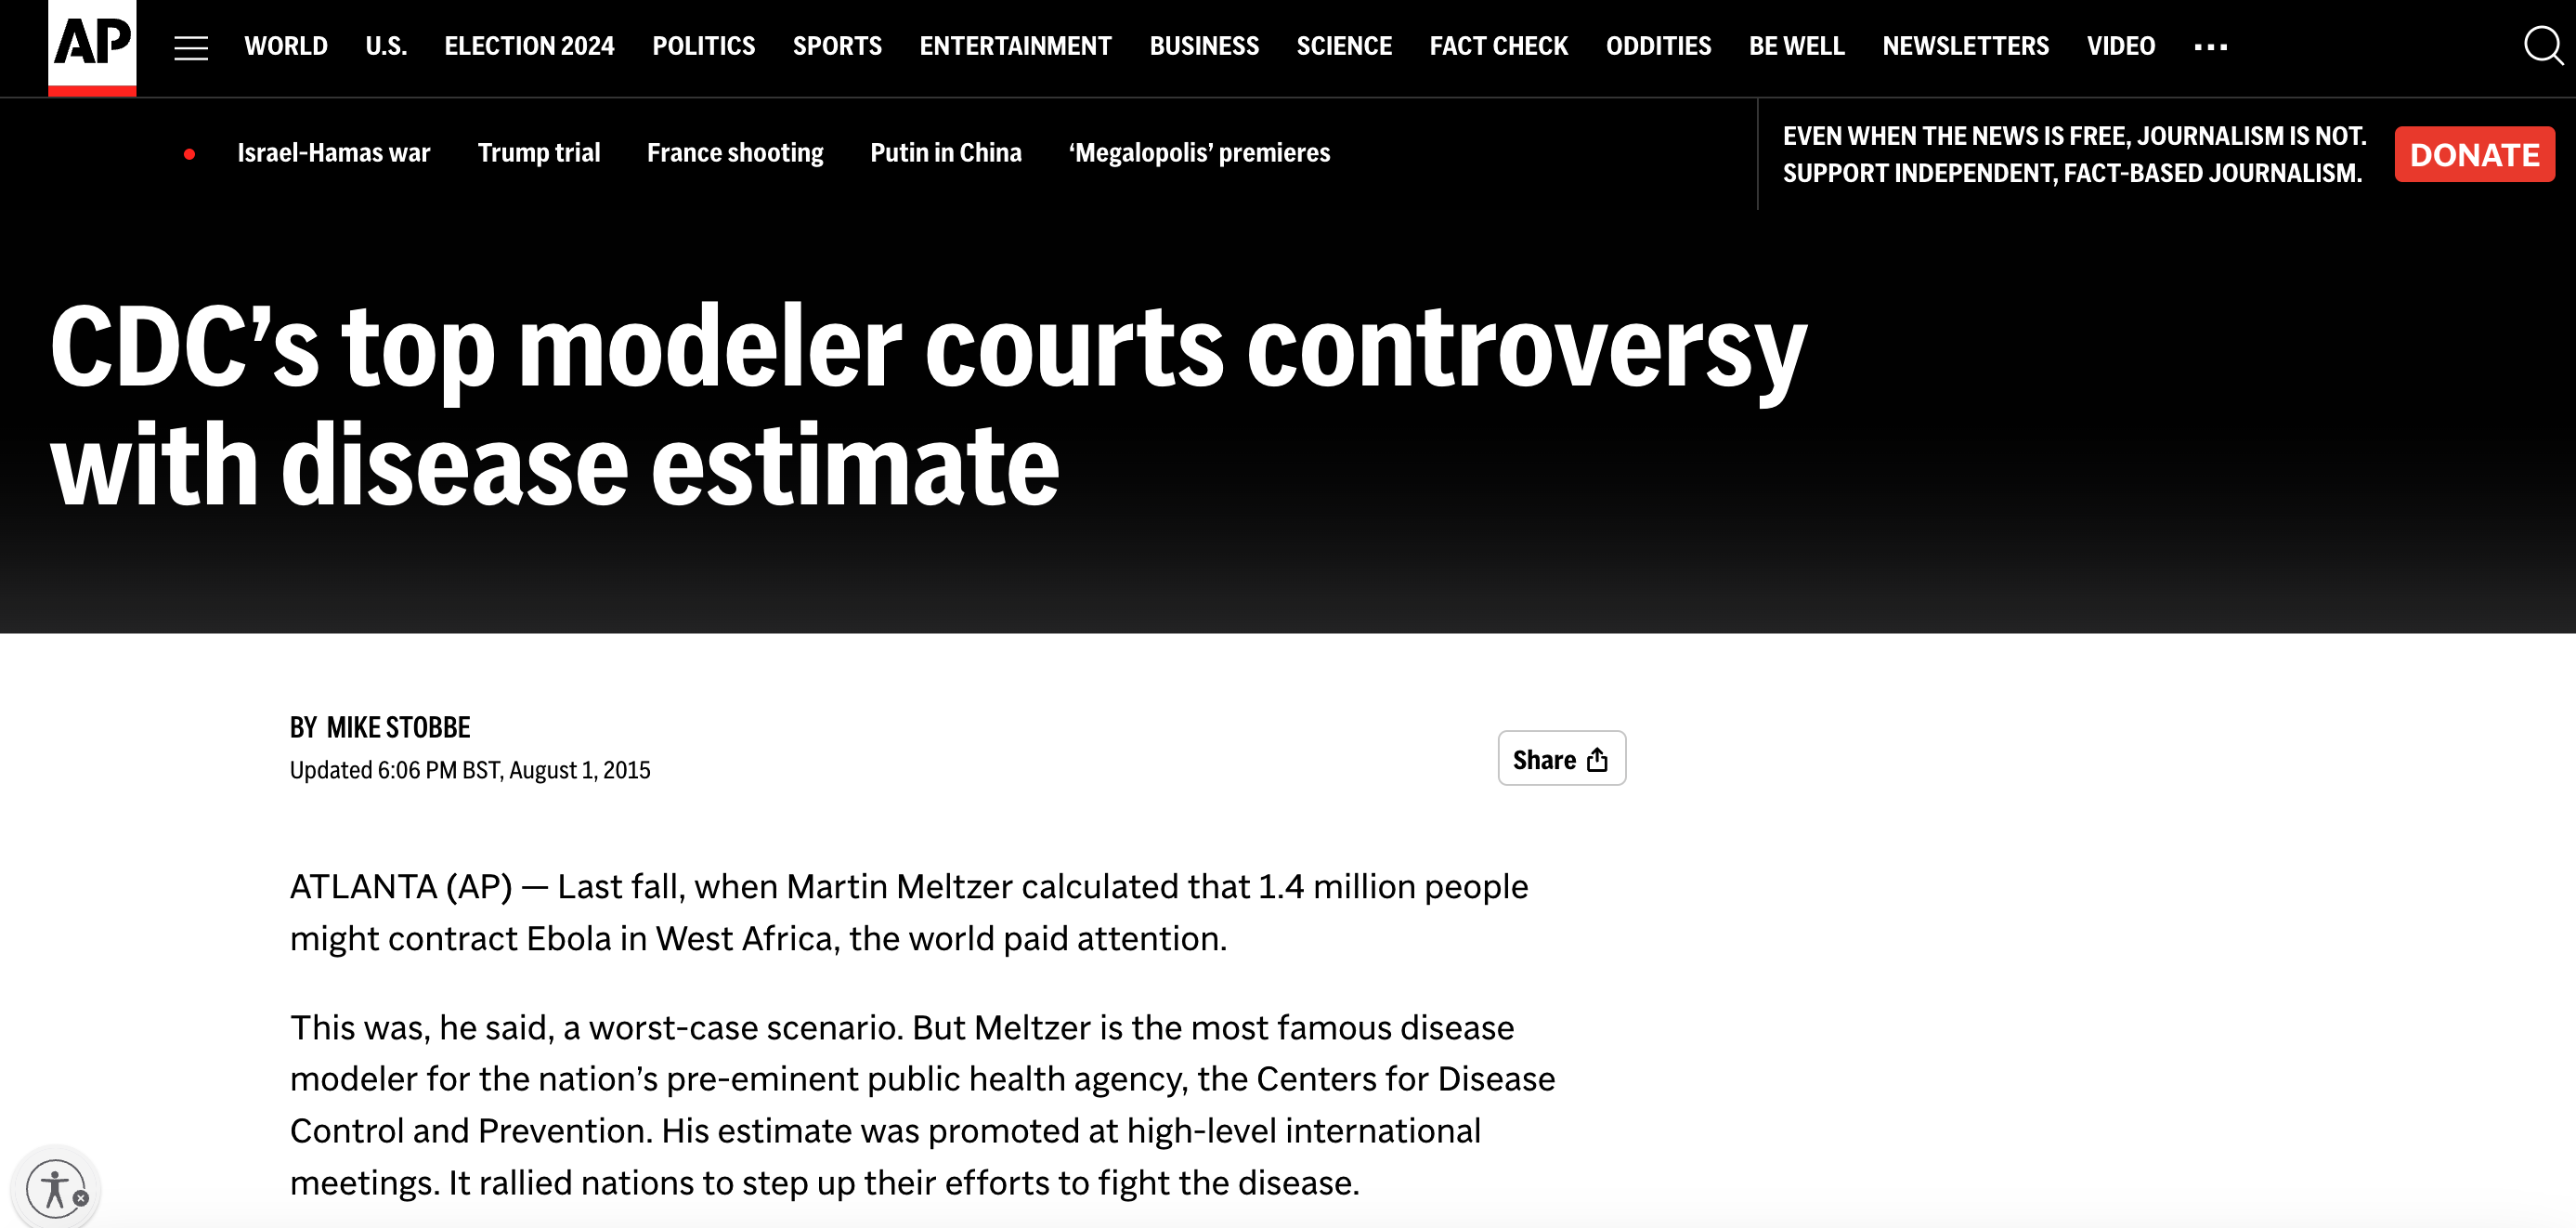 AP
WORLD U.S. ELECTION 2024 POLITICS SPORTS ENTERTAINMENT BUSINESS SCIENCE FACT CHECK ODDITIES BE WELL NEWSLETTERS VIDEO ...
Israel-Hamas war Trump trial France shooting Putin in China ‘Megalopolis’ premieres
EVEN WHEN THE NEWS IS FREE, JOURNALISM IS NOT.
SUPPORT INDEPENDENT, FACT-BASED JOURNALISM.
DONATE
CDC’s top modeler courts controversy
with disease estimate
BY MIKE STOBBE
Updated 6:06 PM BST, August 1, 2015
Share
ATLANTA (AP) — Last fall, when Martin Meltzer calculated that 1.4 million people
might contract Ebola in West Africa, the world paid attention.
This was, he said, a worst-case scenario. But Meltzer is the most famous disease
modeler for the nation’s pre-eminent public health agency, the Centers for Disease
Control and Prevention. His estimate was promoted at high-level international
meetings. It rallied nations to step up their efforts to fight the disease.